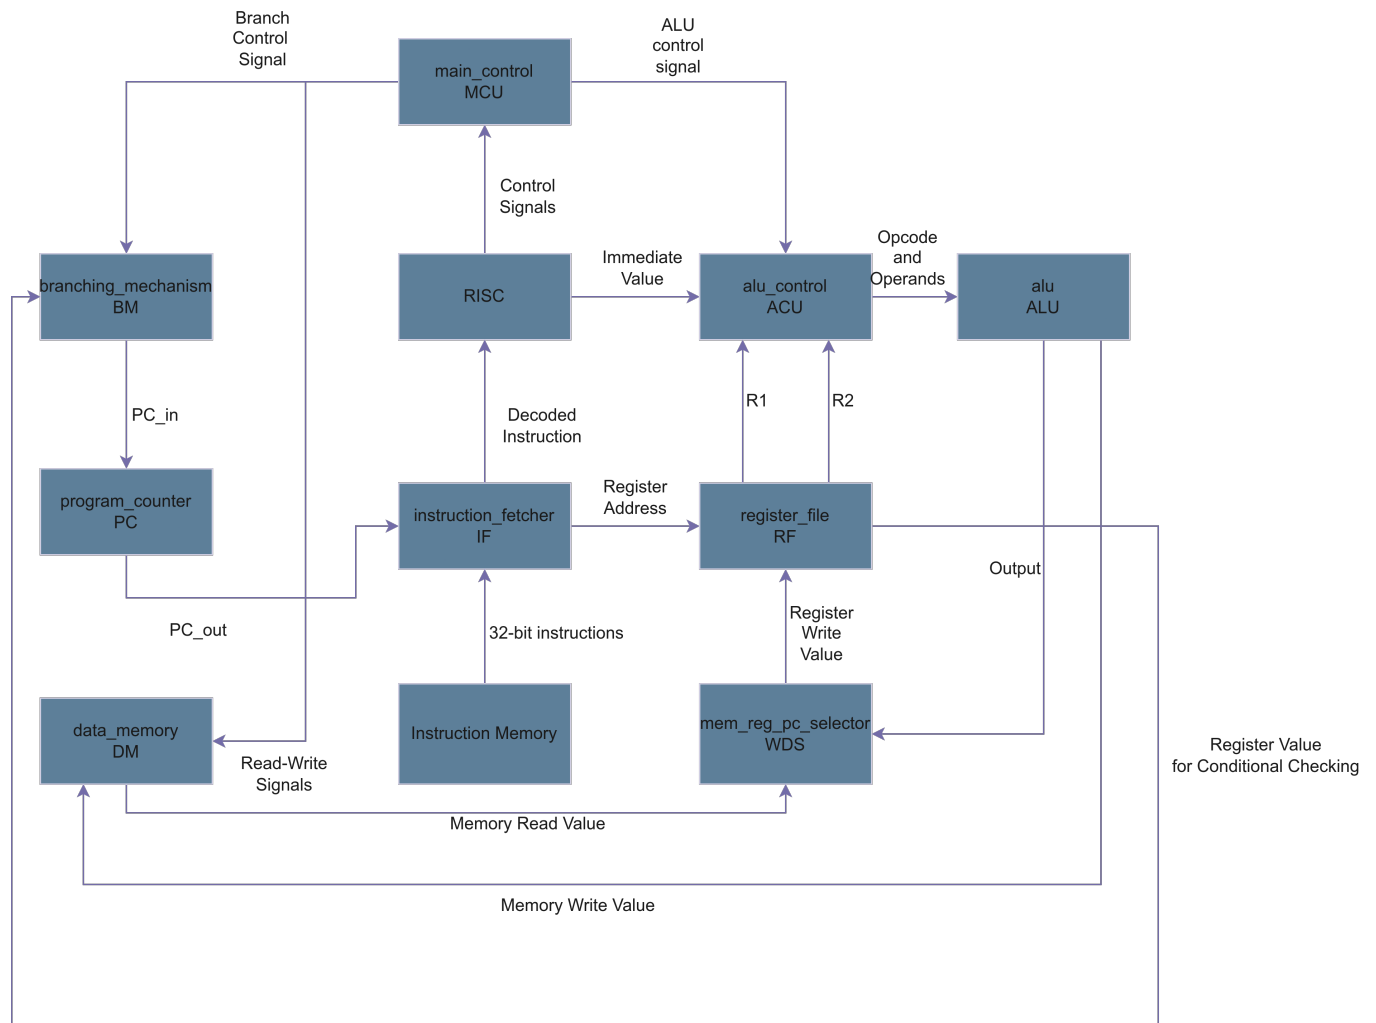 Branch
Control
Signal
ALU
control
signal
main_control
MCU
Control
Signals
branching_mechanism
BM
RISC
Immediate
Value
alu_control
ACU
Opcode
and
Operands
alu
ALU
PC_in
Decoded
Instruction
R1
R2
program_counter
PC
instruction_fetcher
IF
Register
Address
register_file
RF
Output
PC_out
32-bit instructions
Register
Write
Value
data_memory
DM
Read-Write
Signals
Instruction Memory
mem_reg_pc_selector
WDS
Register Value
for Conditional Checking
Memory Read Value
Memory Write Value